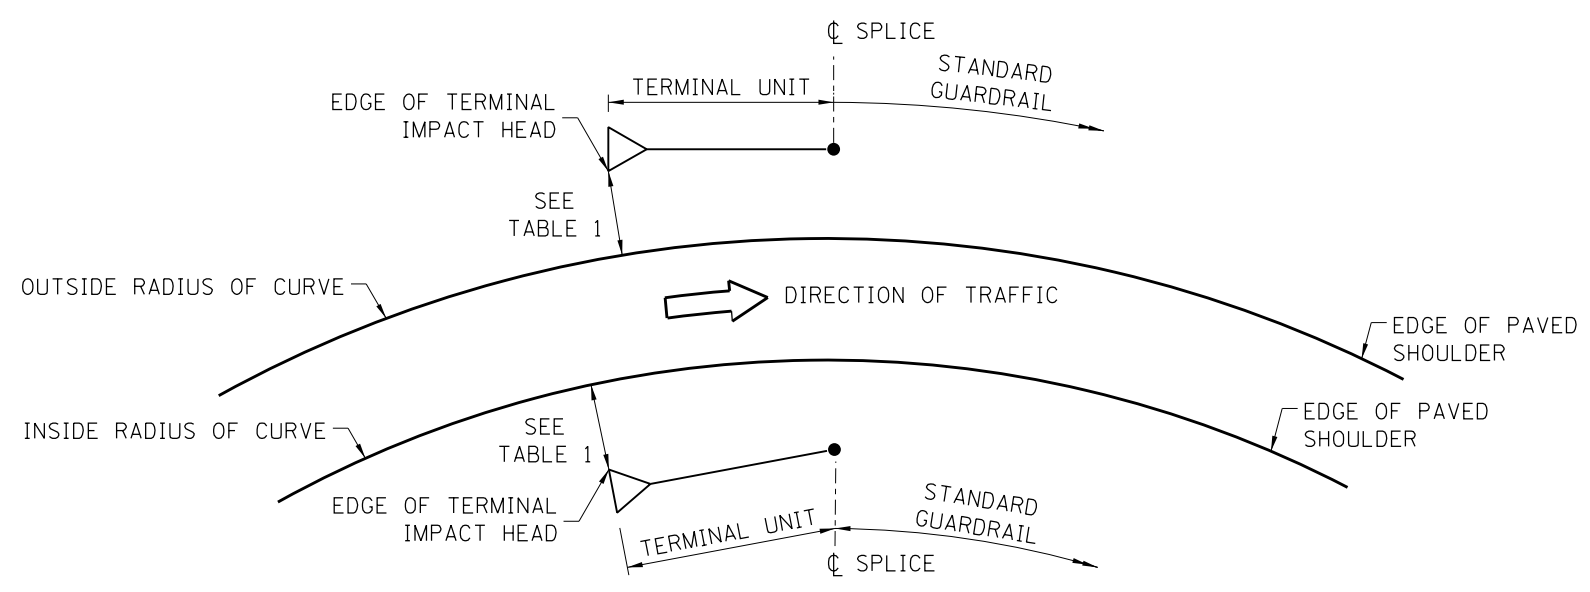 ℄ SPLICE
STANDARD
GUARDRAIL
TERMINAL UNIT
EDGE OF TERMINAL
IMPACT HEAD
SEE
TABLE 1
OUTSIDE RADIUS OF CURVE
DIRECTION OF TRAFFIC
EDGE OF PAVED
SHOULDER
EDGE OF PAVED
SHOULDER
INSIDE RADIUS OF CURVE
SEE
TABLE 1
EDGE OF TERMINAL
IMPACT HEAD
STANDARD
GUARDRAIL
TERMINAL UNIT
℄ SPLICE